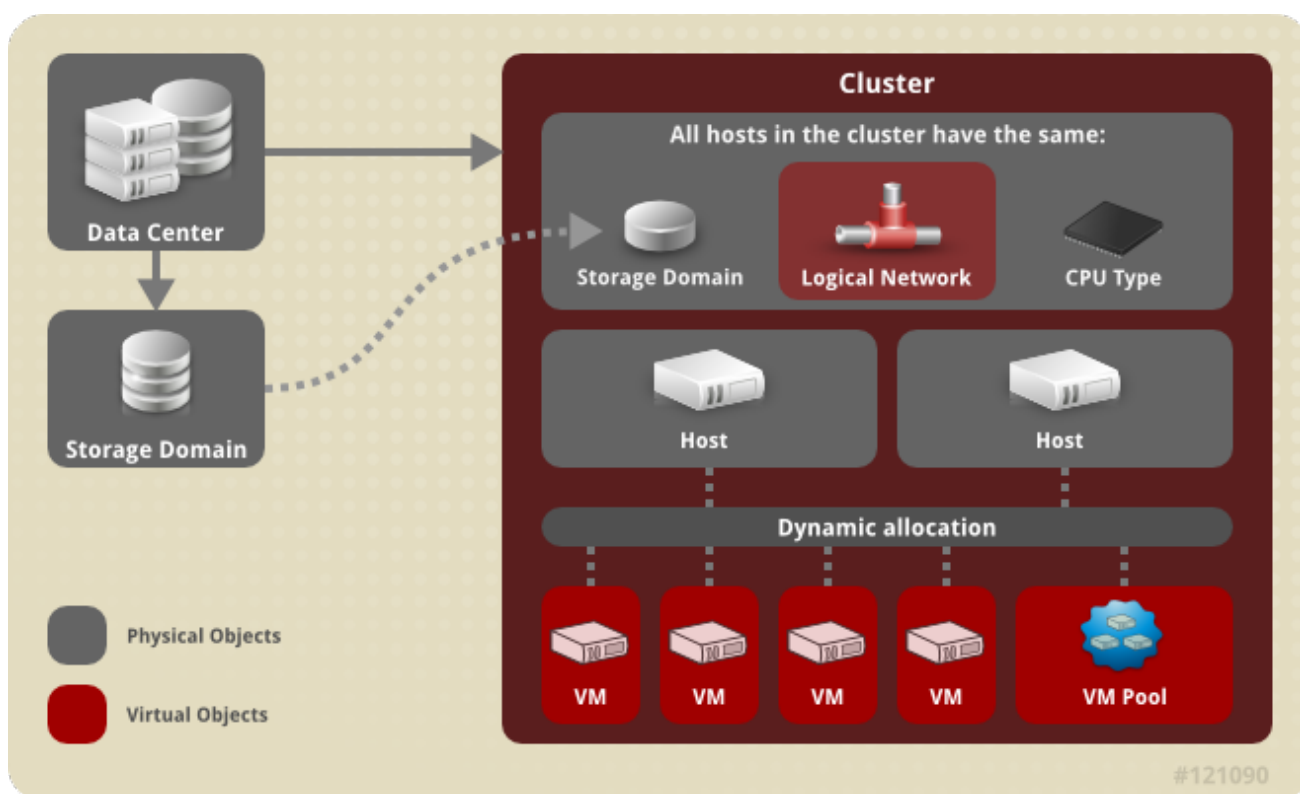 Cluster
All hosts in the cluster have the same:
Data Center
Storage Domain
Logical Network
CPU Type
Storage Domain
Host
Host
Dynamic allocation
VM
VM
VM
VM
VM Pool
Physical Objects
Virtual Objects
#121090